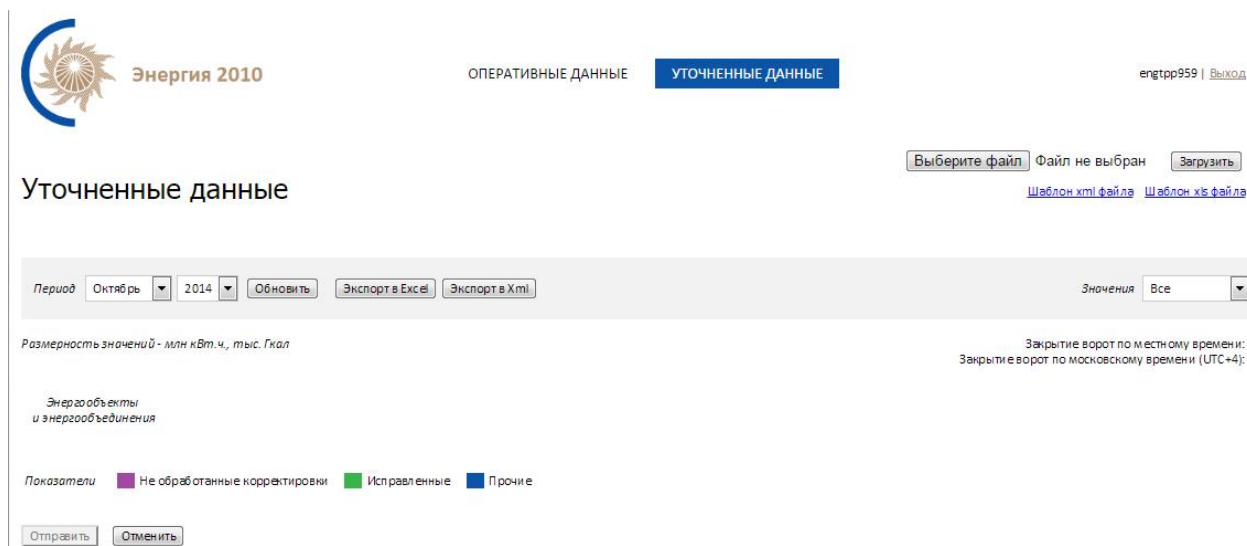 Энергия 2010
ОПЕРАТИВНЫЕ ДАННЫЕ
УТОЧНЕННЫЕ ДАННЫЕ
engtpp959 | Выход
Выберите файл Файл не выбран Загрузить
Уточненные данные
Шаблон xml файла Шаблон xls файла
Период Октябрь 2014 Обновить Экспорт в Excel Экспорт в Xml Значения Все
Размерность значений - млн кВт.ч., тыс. Гкал
Закрытие ворот по местному времени:
Закрытие ворот по московскому времени (UTC+4):
Энергообъекты
и энергообъединения
Показатели Не обработанные корректировки Исправленные Прочие
Отправить Отменить